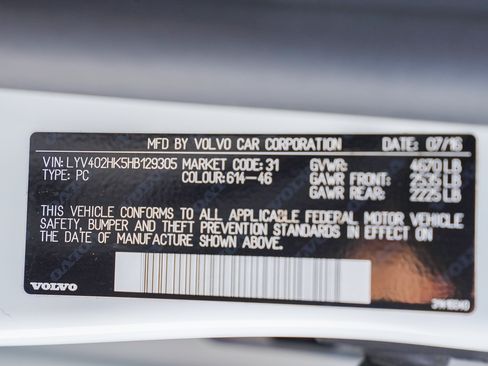 MFD BY VOLVO CAR CORPORATION DATE: 07/16
VIN: LYV402HK5HB129305 MARKET CODE: 31 GVWR: 4670 LB
TYPE: PC COLOUR: 614-46 GAWR FRONT: 2535 LB
GAWR REAR: 2225 LB
THIS VEHICLE CONFORMS TO ALL APPLICABLE FEDERAL MOTOR VEHICLE
SAFETY, BUMPER AND THEFT PREVENTION STANDARDS IN EFFECT ON
THE DATE OF MANUFACTURE SHOWN ABOVE.
VOLVO